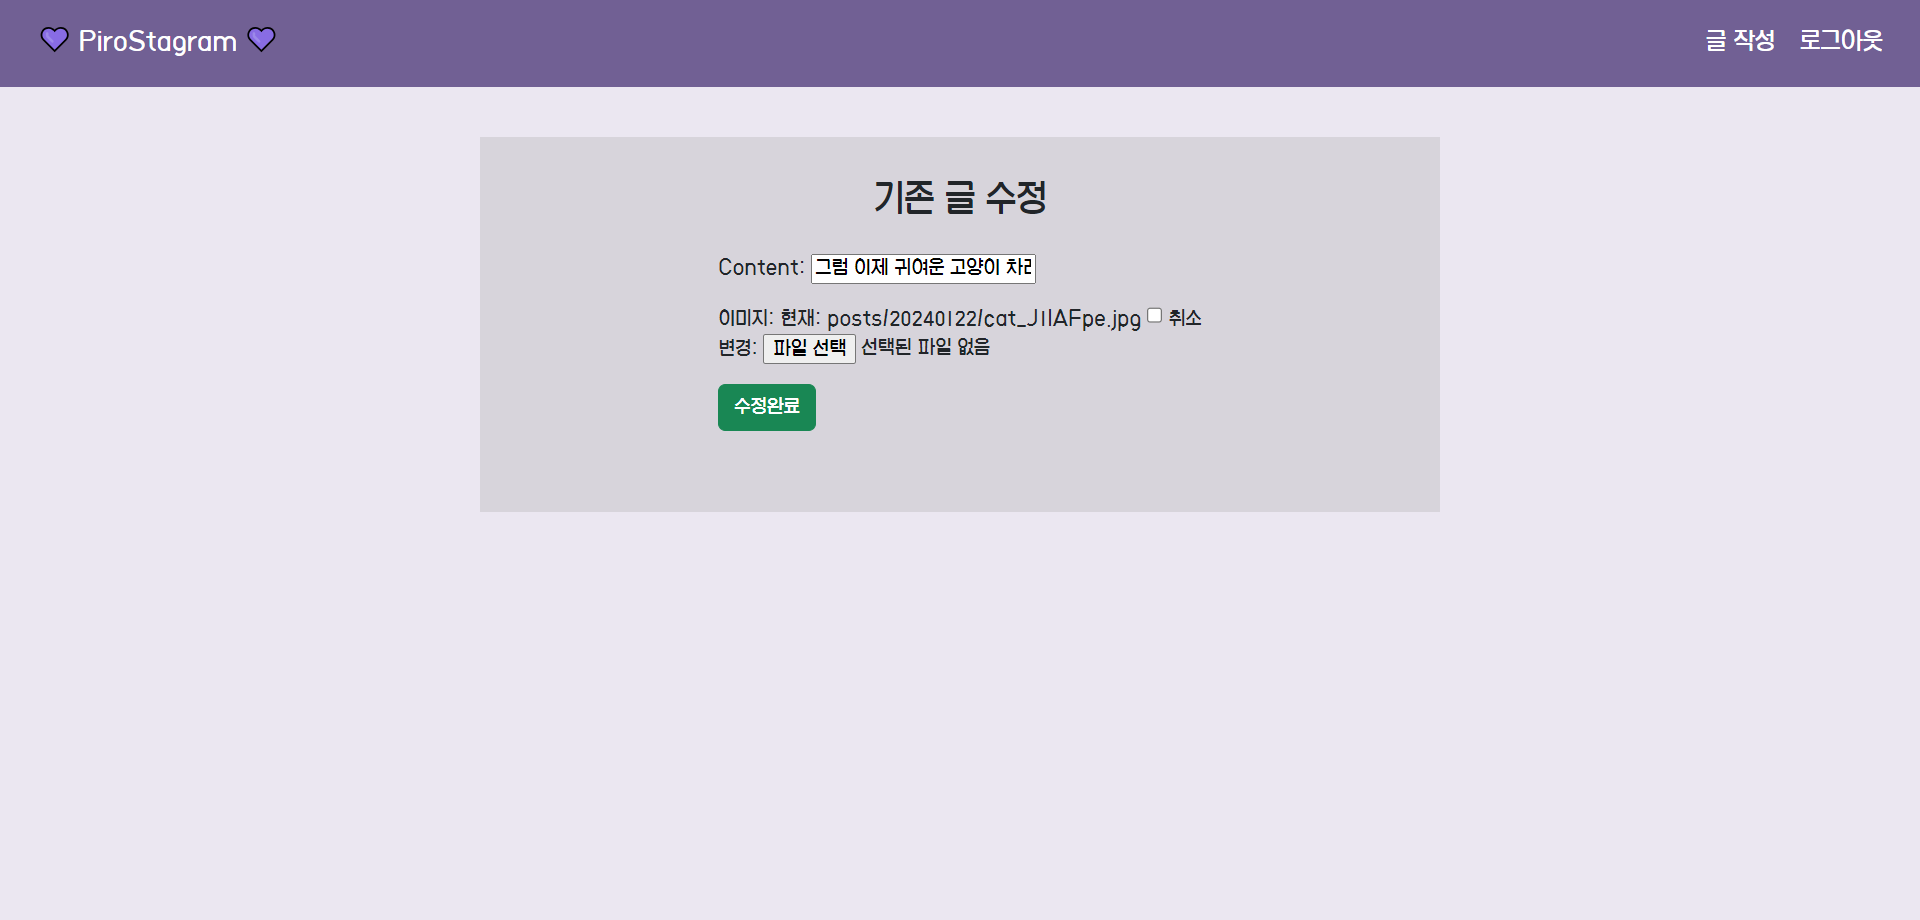 💜 PiroStagram 💜
글 작성 로그아웃
기존 글 수정
Content: 그럼 이제 귀여운 고양이 차
이미지: 현재: posts/20240122/cat_J1IAFpe.jpg 취소
변경: 파일 선택 선택된 파일 없음
수정완료